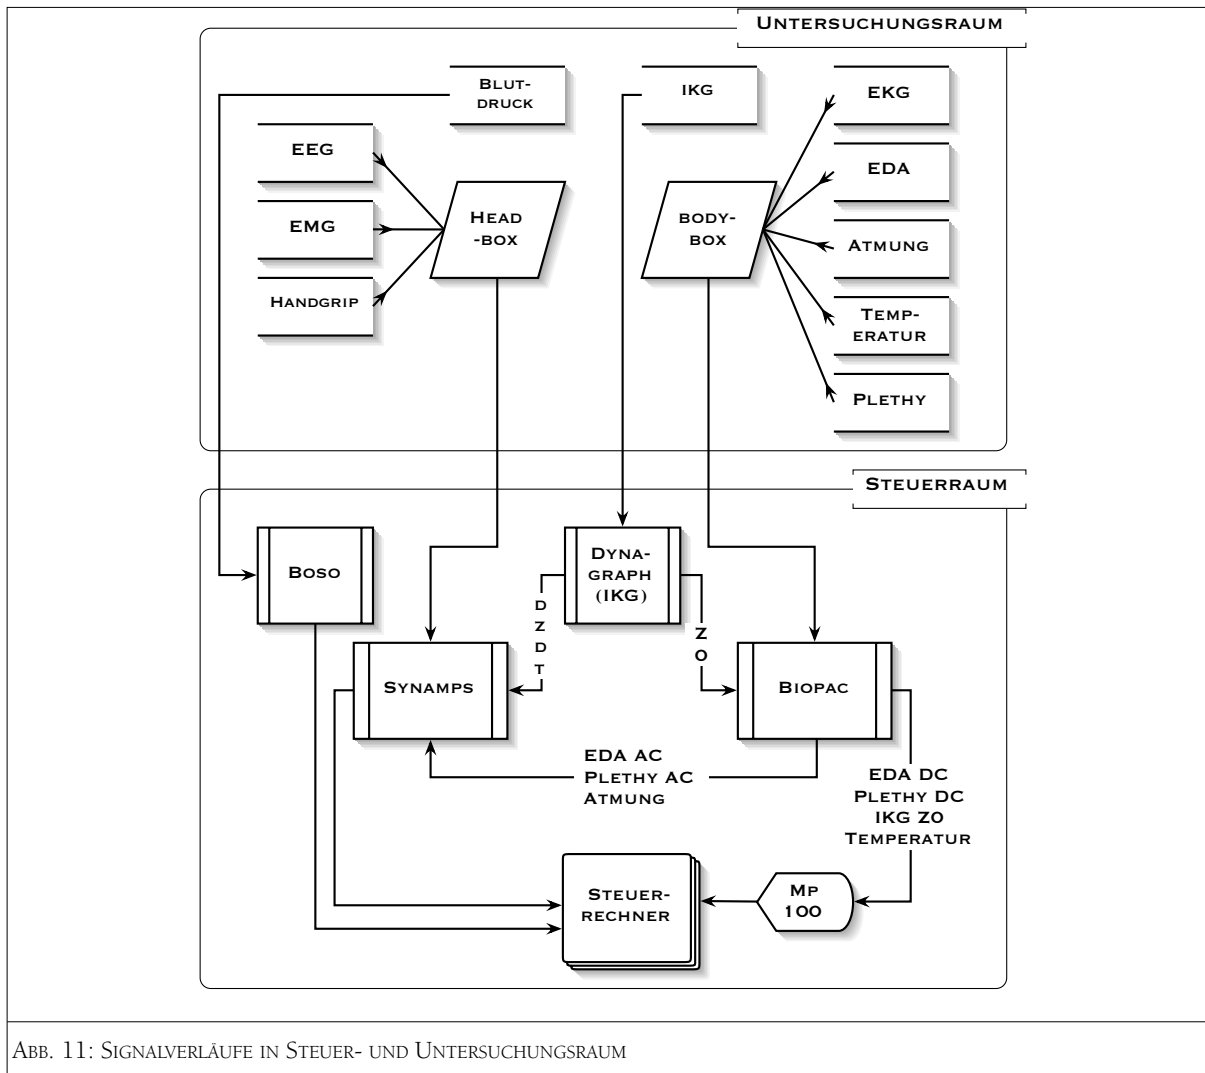 Untersuchungsraum
Blut-
druck
IKG
EKG
EEG
EDA
EMG
Head
-box
body-
box
Atmung
Handgrip
Temp-
eratur
Plethy
Steuerraum
Boso
Dyna-
graph
(IKG)
D
Z
D
T
Z
0
Synamps
Biopac
EDA AC
Plethy AC
Atmung
EDA DC
Plethy DC
IKG Z0
Temperatur
Steuer-
rechner
Mp
100
Abb. 11: Signalverläufe in Steuer- und Untersuchungsraum